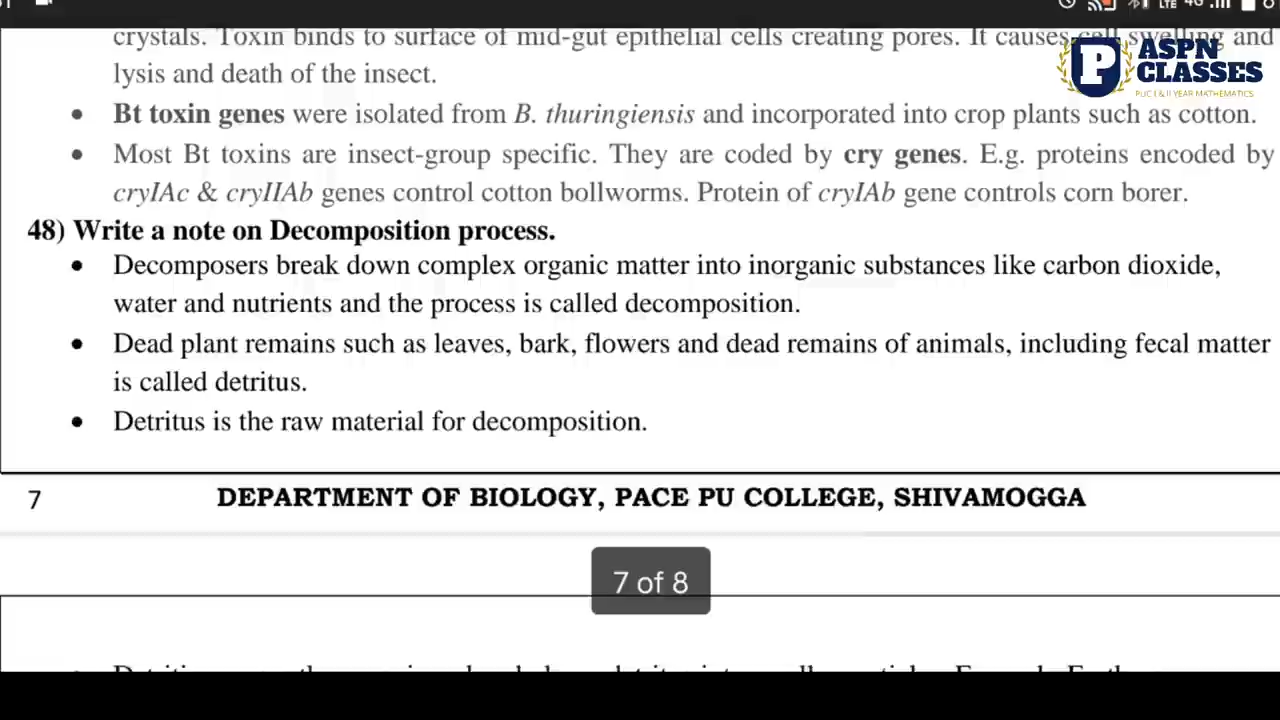 LTE 4G
crystals. Toxin binds to surface of mid-gut epithelial cells creating pores. It causes cell swelling and
ASPN
CLASSES
PUC I & II YEAR MATHEMATICS
P
lysis and death of the insect.
• Bt toxin genes were isolated from B. thuringiensis and incorporated into crop plants such as cotton.
• Most Bt toxins are insect-group specific. They are coded by cry genes. E.g. proteins encoded by
cryIAc & cryIIAb genes control cotton bollworms. Protein of cryIAb gene controls corn borer.
48) Write a note on Decomposition process.
• Decomposers break down complex organic matter into inorganic substances like carbon dioxide,
water and nutrients and the process is called decomposition.
• Dead plant remains such as leaves, bark, flowers and dead remains of animals, including fecal matter
is called detritus.
• Detritus is the raw material for decomposition.
7 DEPARTMENT OF BIOLOGY, PACE PU COLLEGE, SHIVAMOGGA
7 of 8